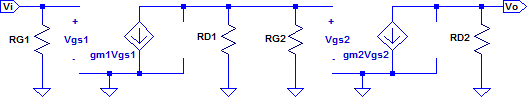 Vi
Vo
+
+
RG1
Vgs1
RD1
RG2
Vgs2
RD2
gm1Vgs1
gm2Vgs2
-
-